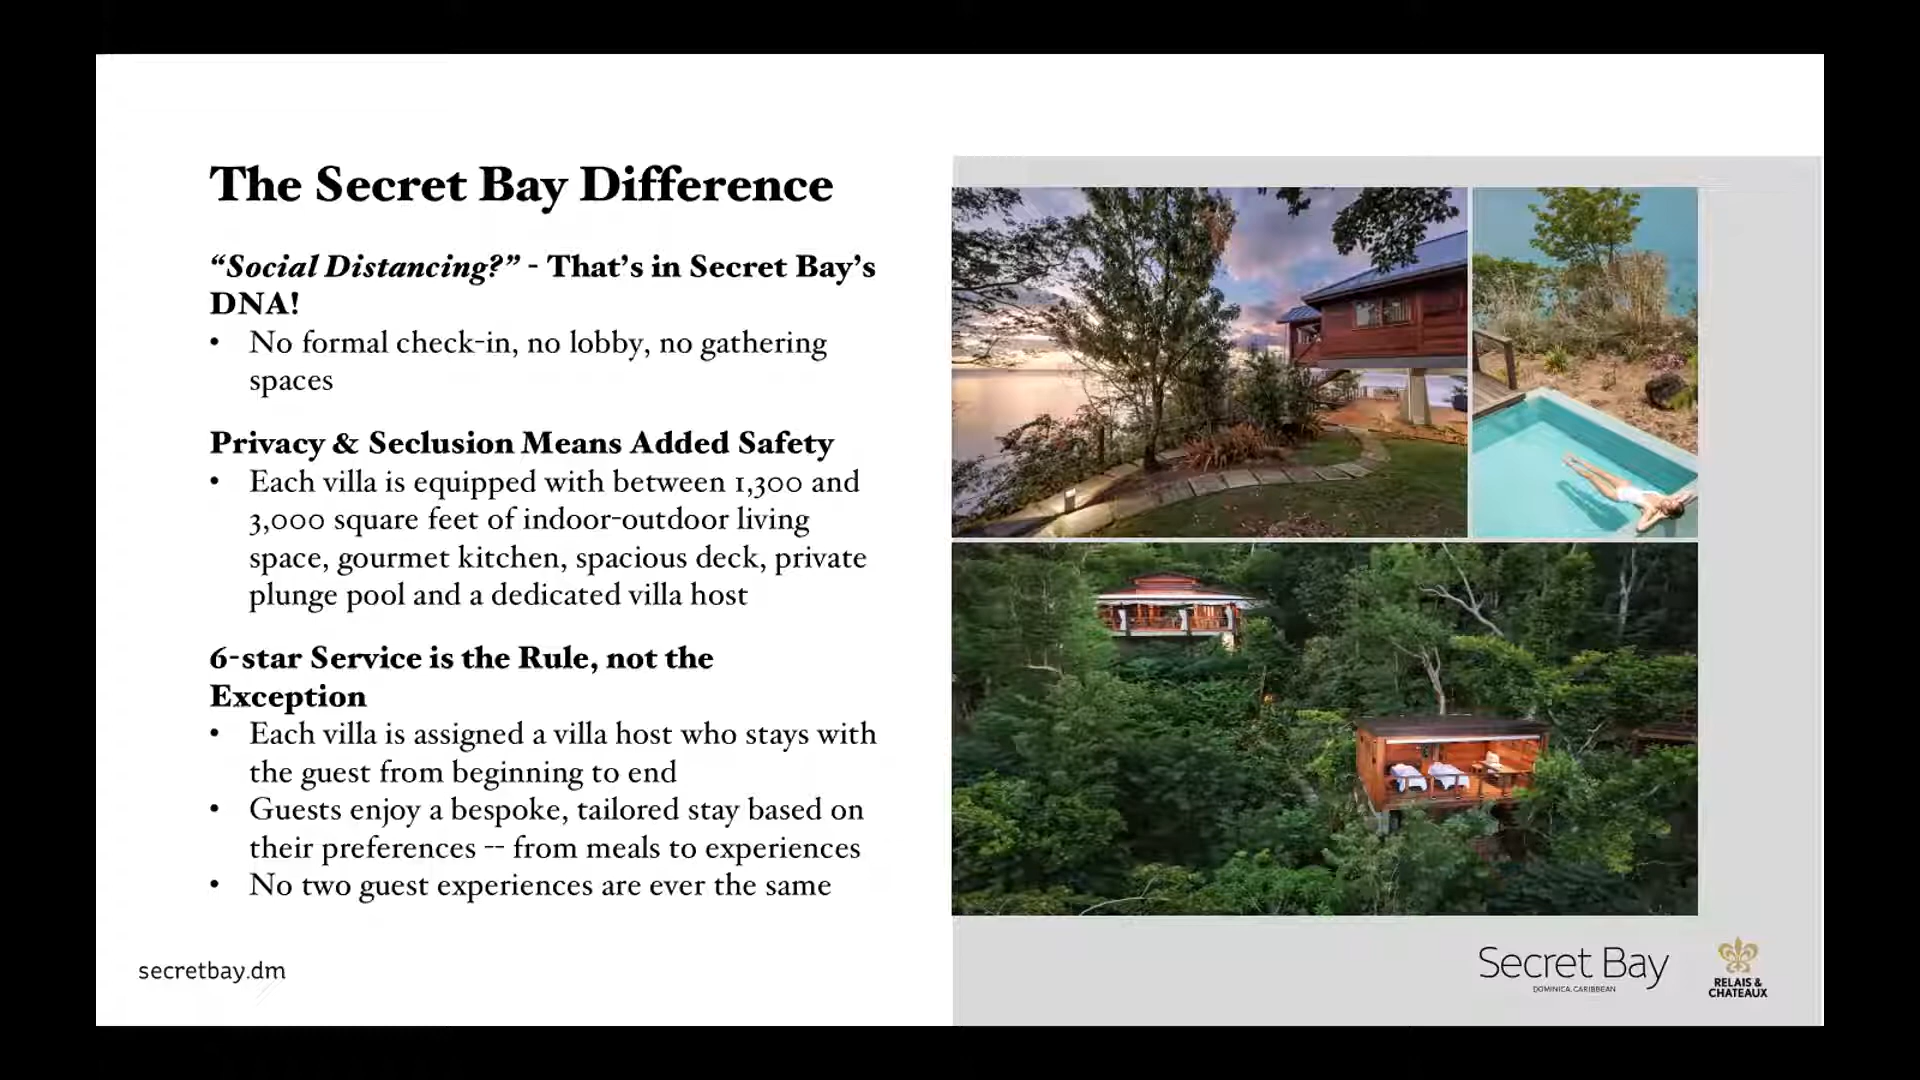 The Secret Bay Difference
“Social Distancing?” - That’s in Secret Bay’s
DNA!
• No formal check-in, no lobby, no gathering
spaces
Privacy & Seclusion Means Added Safety
• Each villa is equipped with between 1,300 and
3,000 square feet of indoor-outdoor living
space, gourmet kitchen, spacious deck, private
plunge pool and a dedicated villa host
6-star Service is the Rule, not the
Exception
• Each villa is assigned a villa host who stays with
the guest from beginning to end
• Guests enjoy a bespoke, tailored stay based on
their preferences -- from meals to experiences
• No two guest experiences are ever the same
secretbay.dm
Secret Bay
DOMINICA, CARIBBEAN
RELAIS &
CHATEAUX